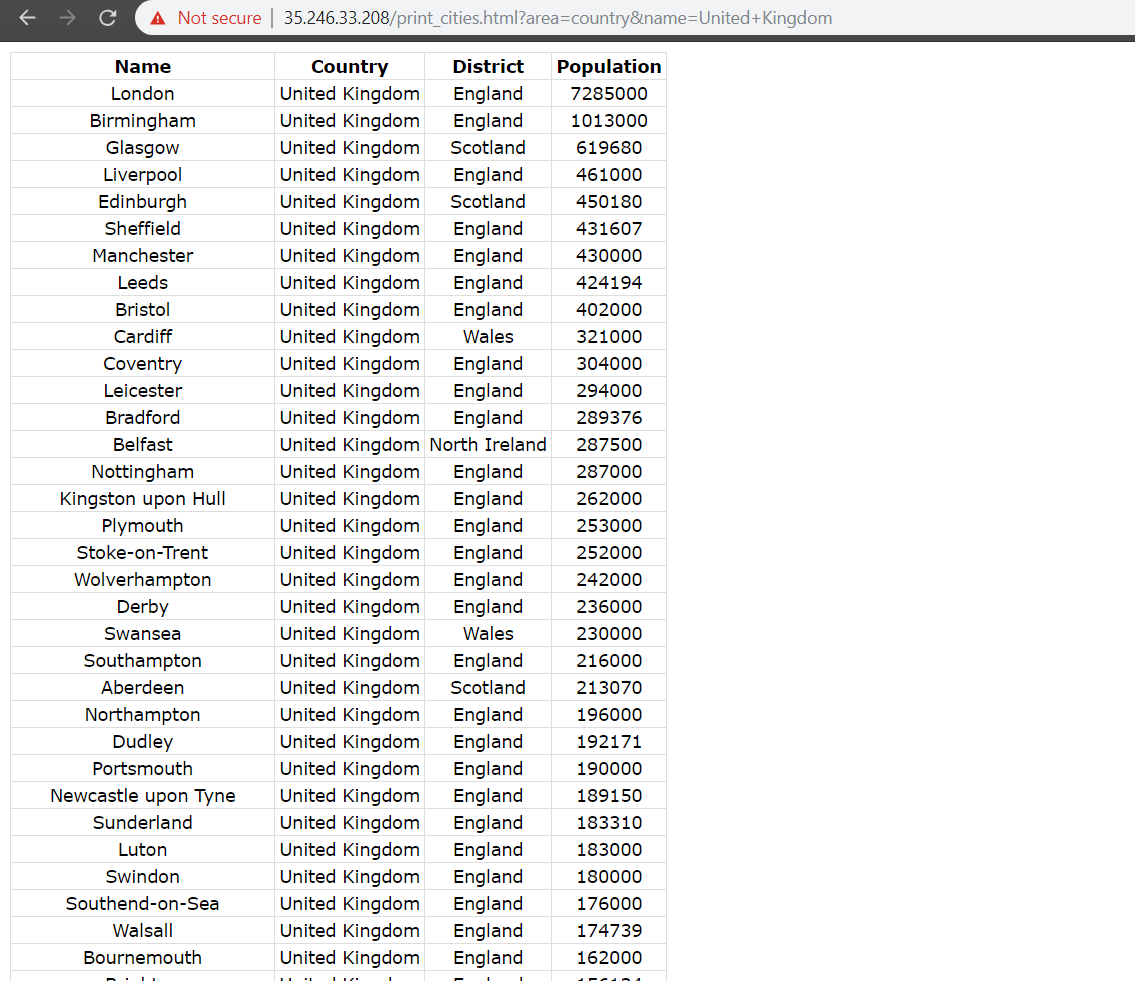 Not secure | 35.246.33.208/print_cities.html?area=country&name=United+Kingdom
Name Country District Population
London United Kingdom England 7285000
Birmingham United Kingdom England 1013000
Glasgow United Kingdom Scotland 619680
Liverpool United Kingdom England 461000
Edinburgh United Kingdom Scotland 450180
Sheffield United Kingdom England 431607
Manchester United Kingdom England 430000
Leeds United Kingdom England 424194
Bristol United Kingdom England 402000
Cardiff United Kingdom Wales 321000
Coventry United Kingdom England 304000
Leicester United Kingdom England 294000
Bradford United Kingdom England 289376
Belfast United Kingdom North Ireland 287500
Nottingham United Kingdom England 287000
Kingston upon Hull United Kingdom England 262000
Plymouth United Kingdom England 253000
Stoke-on-Trent United Kingdom England 252000
Wolverhampton United Kingdom England 242000
Derby United Kingdom England 236000
Swansea United Kingdom Wales 230000
Southampton United Kingdom England 216000
Aberdeen United Kingdom Scotland 213070
Northampton United Kingdom England 196000
Dudley United Kingdom England 192171
Portsmouth United Kingdom England 190000
Newcastle upon Tyne United Kingdom England 189150
Sunderland United Kingdom England 183310
Luton United Kingdom England 183000
Swindon United Kingdom England 180000
Southend-on-Sea United Kingdom England 176000
Walsall United Kingdom England 174739
Bournemouth United Kingdom England 162000